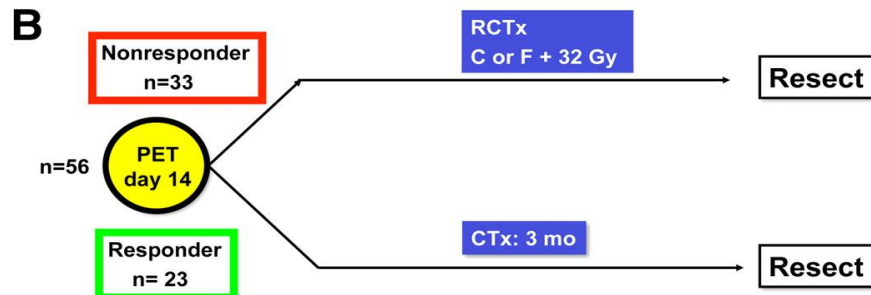 B
Nonresponder
n=33
RCTx
C or F + 32 Gy
Resect
n=56
PET
day 14
Responder
n= 23
CTx: 3 mo
Resect